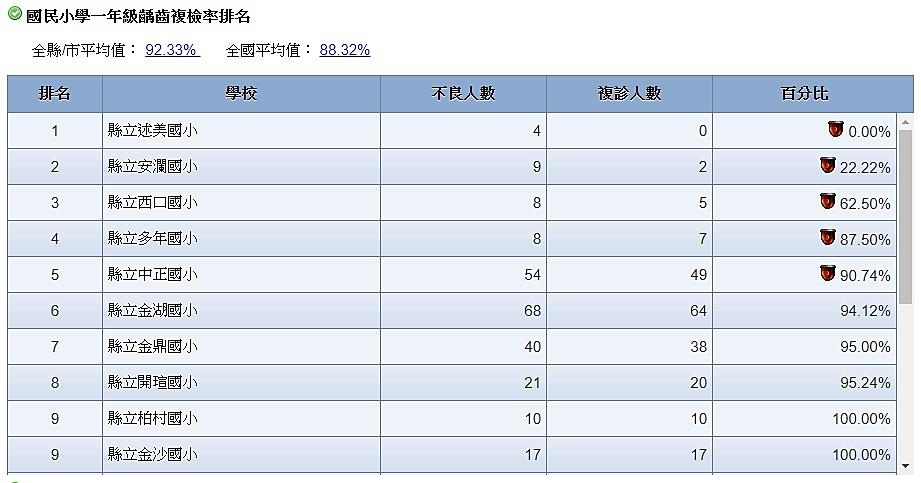 國民小學一年級齲齒複檢率排名
全縣/市平均值： 92.33% 全國平均值： 88.32%
排名 學校 不良人數 複診人數 百分比
1 縣立述美國小 4 0 0.00%
2 縣立安瀾國小 9 2 22.22%
3 縣立西口國小 8 5 62.50%
4 縣立多年國小 8 7 87.50%
5 縣立中正國小 54 49 90.74%
6 縣立金湖國小 68 64 94.12%
7 縣立金鼎國小 40 38 95.00%
8 縣立開瑄國小 21 20 95.24%
9 縣立柏村國小 10 10 100.00%
9 縣立金沙國小 17 17 100.00%